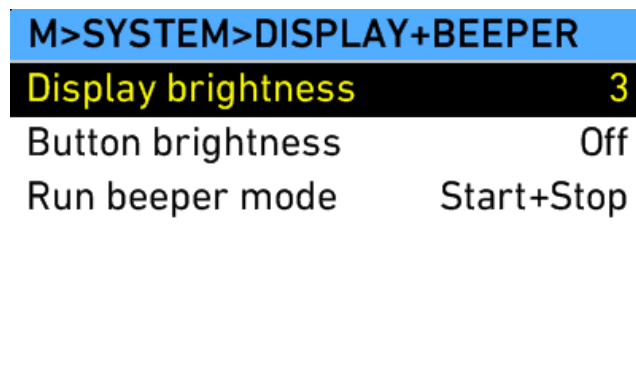 M>SYSTEM>DISPLAY+BEEPER
Display brightness 3
Button brightness Off
Run beeper mode Start+Stop